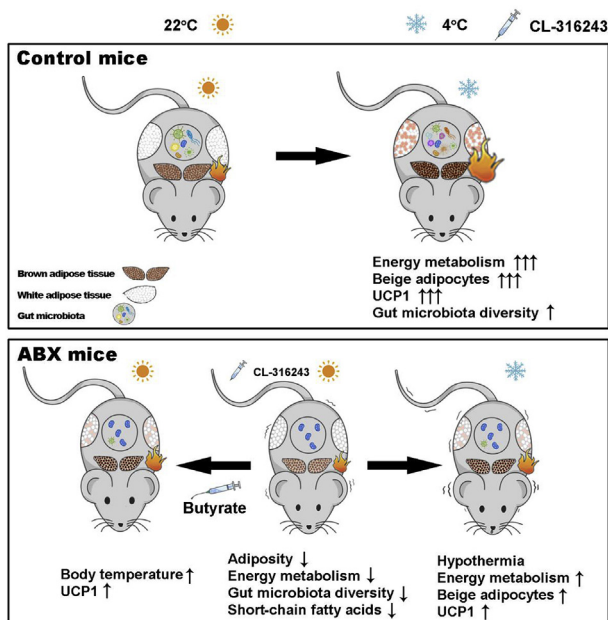 22°C
4°C
CL-316243
Control mice
Brown adipose tissue
White adipose tissue
Gut microbiota
Energy metabolism ↑↑↑
Beige adipocytes ↑↑↑
UCP1 ↑↑↑
Gut microbiota diversity ↑
ABX mice
CL-316243
Butyrate
Body temperature ↑
UCP1 ↑
Adiposity ↓
Energy metabolism ↓
Gut microbiota diversity ↓
Short-chain fatty acids ↓
Hypothermia
Energy metabolism ↑
Beige adipocytes ↑
UCP1 ↑